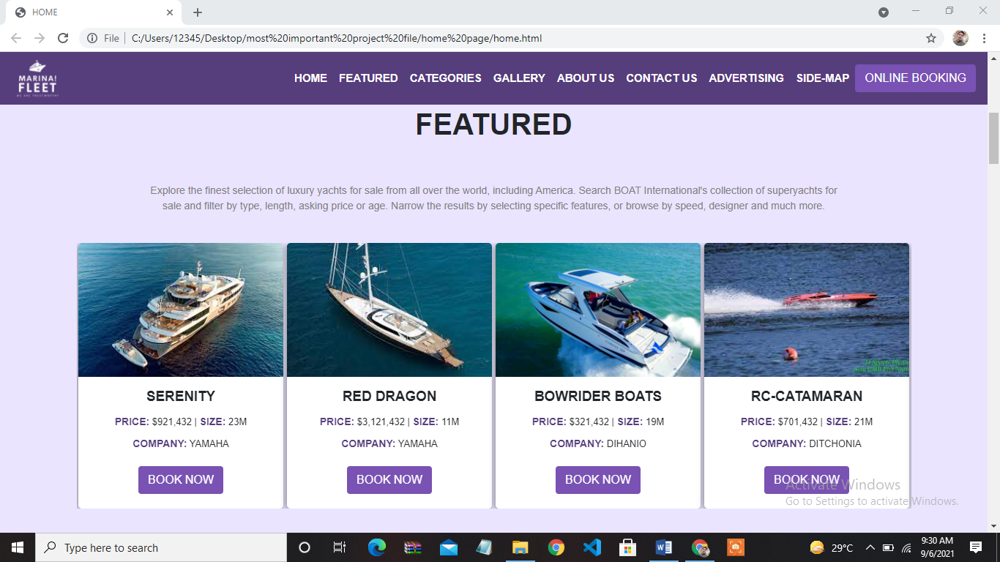 HOME
File
C:/Users/12345/Desktop/most%20important%20project%20file/home%20page/home.html
MARINA!
FLEET
WE ARE TRUSTWORTHY
HOME FEATURED CATEGORIES GALLERY ABOUT US CONTACT US ADVERTISING SIDE-MAP ONLINE BOOKING
FEATURED
Explore the finest selection of luxury yachts for sale from all over the world, including America. Search BOAT International's collection of superyachts for
sale and filter by type, length, asking price or age. Narrow the results by selecting specific features, or browse by speed, designer and much more.
SERENITY
PRICE: $921,432 | SIZE: 23M
COMPANY: YAMAHA
BOOK NOW
RED DRAGON
PRICE: $3,121,432 | SIZE: 11M
COMPANY: YAMAHA
BOOK NOW
BOWRIDER BOATS
PRICE: $321,432 | SIZE: 19M
COMPANY: DIHANIO
BOOK NOW
RC-CATAMARAN
PRICE: $701,432 | SIZE: 21M
COMPANY: DITCHONIA
BOOK NOW
Activate Windows
Go to Settings to activate Windows.
Type here to search
29°C
9:30 AM
9/6/2021